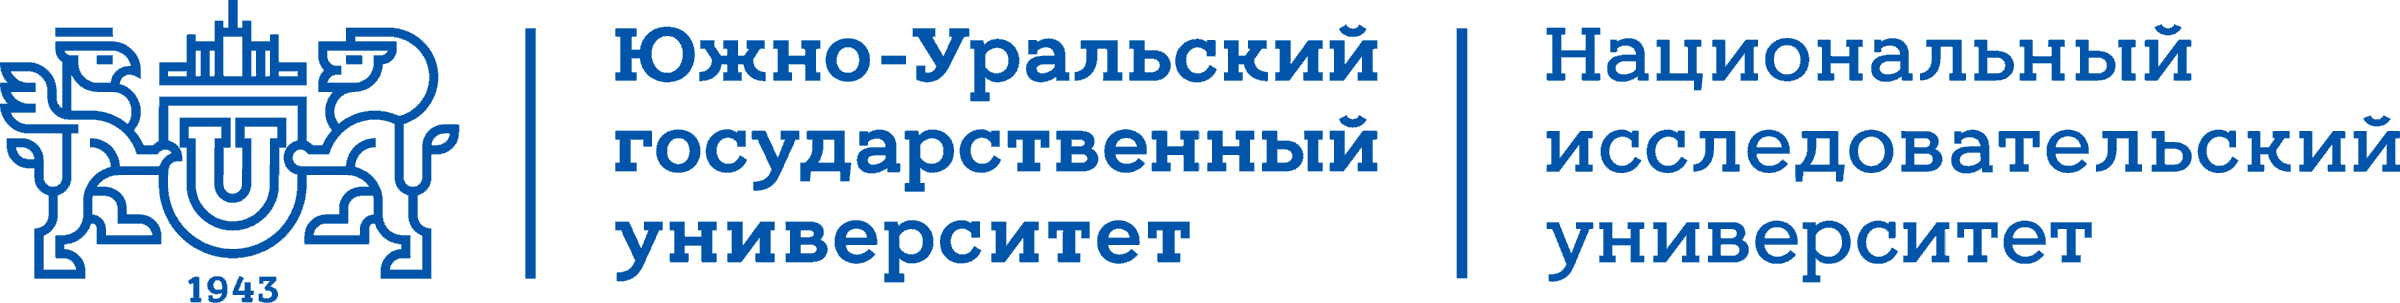 1943
Южно-Уральский
государственный
университет
Национальный
исследовательский
университет